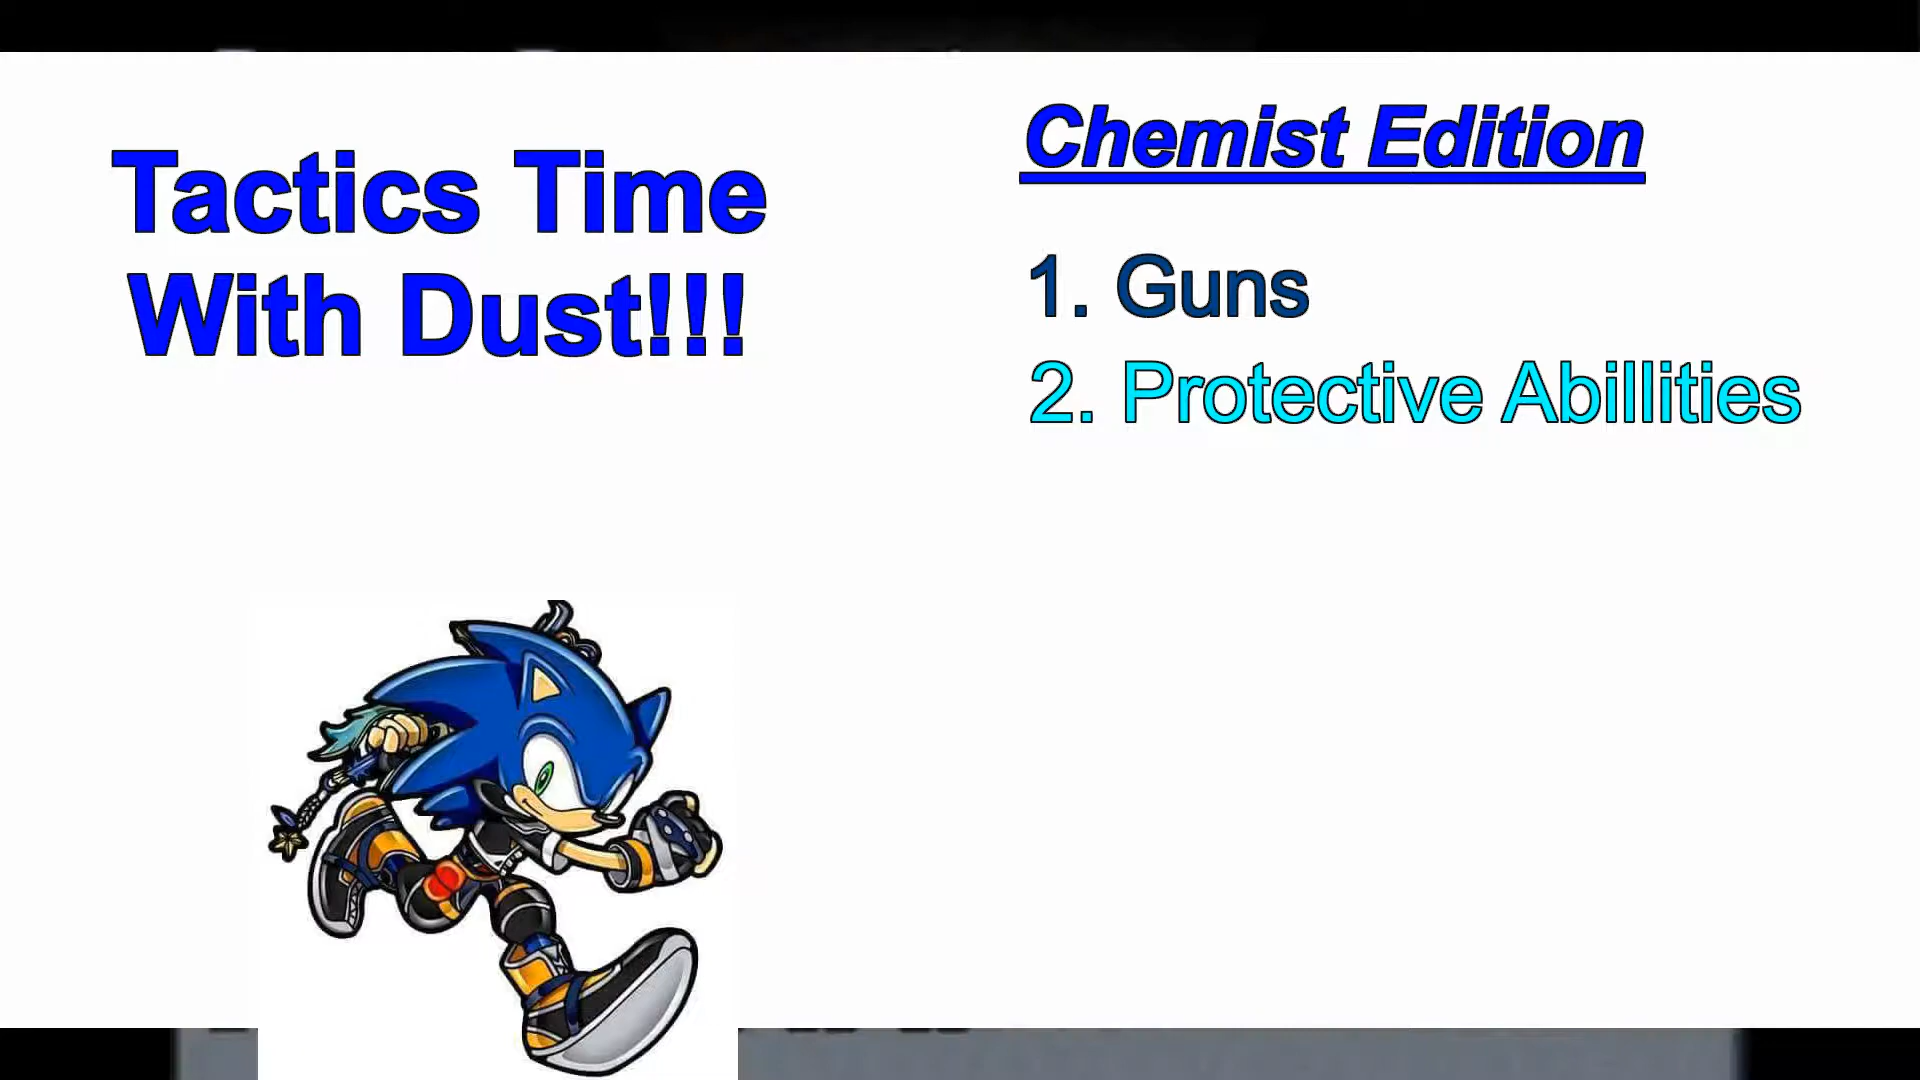 Tactics Time
With Dust!!!
Chemist Edition
1. Guns
2. Protective Abillities